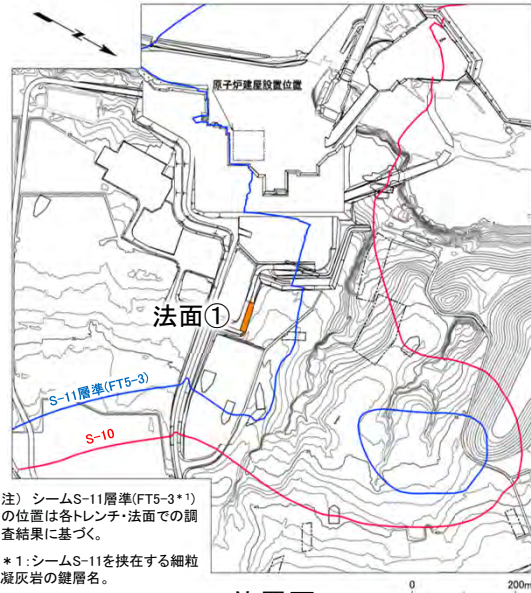 N
原子炉建屋設置位置
法面①
S-11層準(FT5-3)
S-10
注) シームS-11層準(FT5-3*1)
の位置は各トレンチ・法面での調
査結果に基づく。
*1:シームS-11を挟在する細粒
凝灰岩の鍵層名。
0 200m